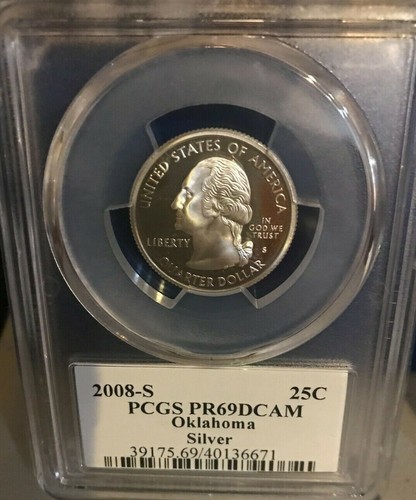 UNITED STATES OF AMERICA
IN
GOD WE
TRUST
LIBERTY
S
QUARTER DOLLAR
2008-S 25C
PCGS PR69DCAM
Oklahoma
Silver
39175.69/40136671